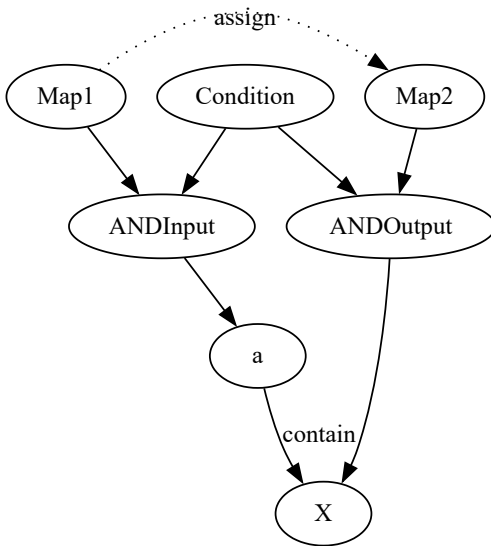 assign
Map1
Condition
Map2
ANDInput
ANDOutput
a
contain
X